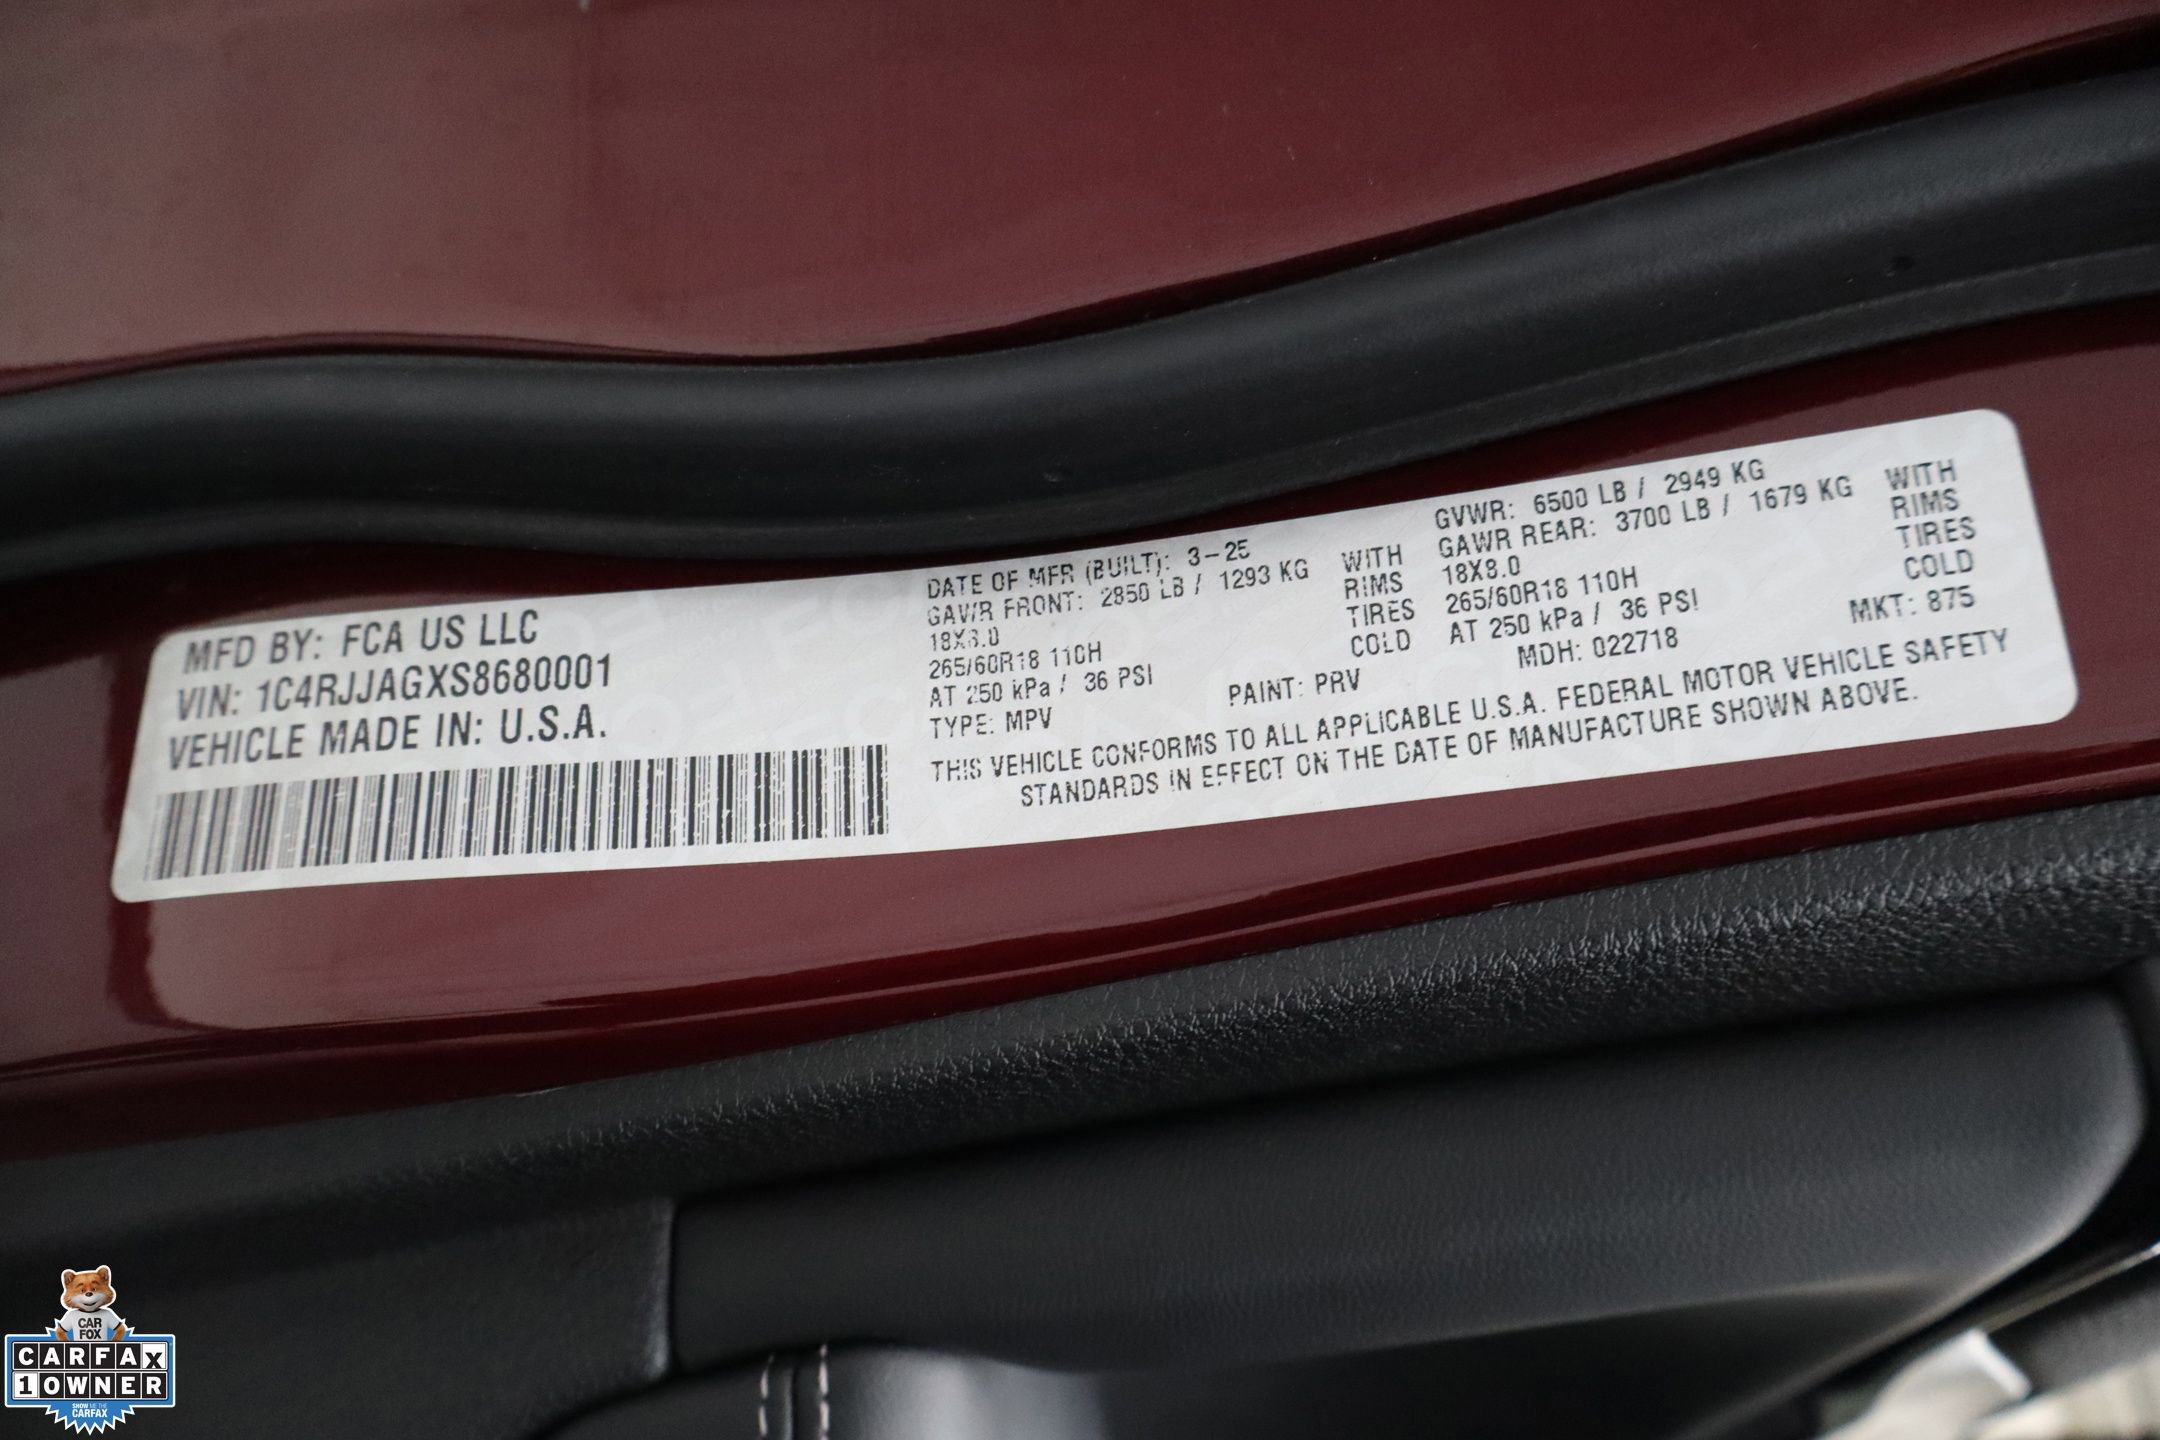 MFD BY: FCA US LLC
VIN: 1C4RJJAGXS8680001
VEHICLE MADE IN: U.S.A.
DATE OF MFR (BUILT): 3-25
GAWR FRONT: 2850 LB / 1293 KG WITH
18X8.0 RIMS
265/60R18 110H TIRES
AT 250 kPa / 36 PSI COLD
TYPE: MPV
PAINT: PRV
GVWR: 6500 LB / 2949 KG
GAWR REAR: 3700 LB / 1679 KG WITH
18X8.0 RIMS
265/60R18 110H TIRES
AT 250 kPa / 36 PSI COLD
MDH: 022718 MKT: 875
THIS VEHICLE CONFORMS TO ALL APPLICABLE U.S.A. FEDERAL MOTOR VEHICLE SAFETY
STANDARDS IN EFFECT ON THE DATE OF MANUFACTURE SHOWN ABOVE.
CAR
FOX
CARFAX
1 OWNER
SHOW ME THE
CARFAX